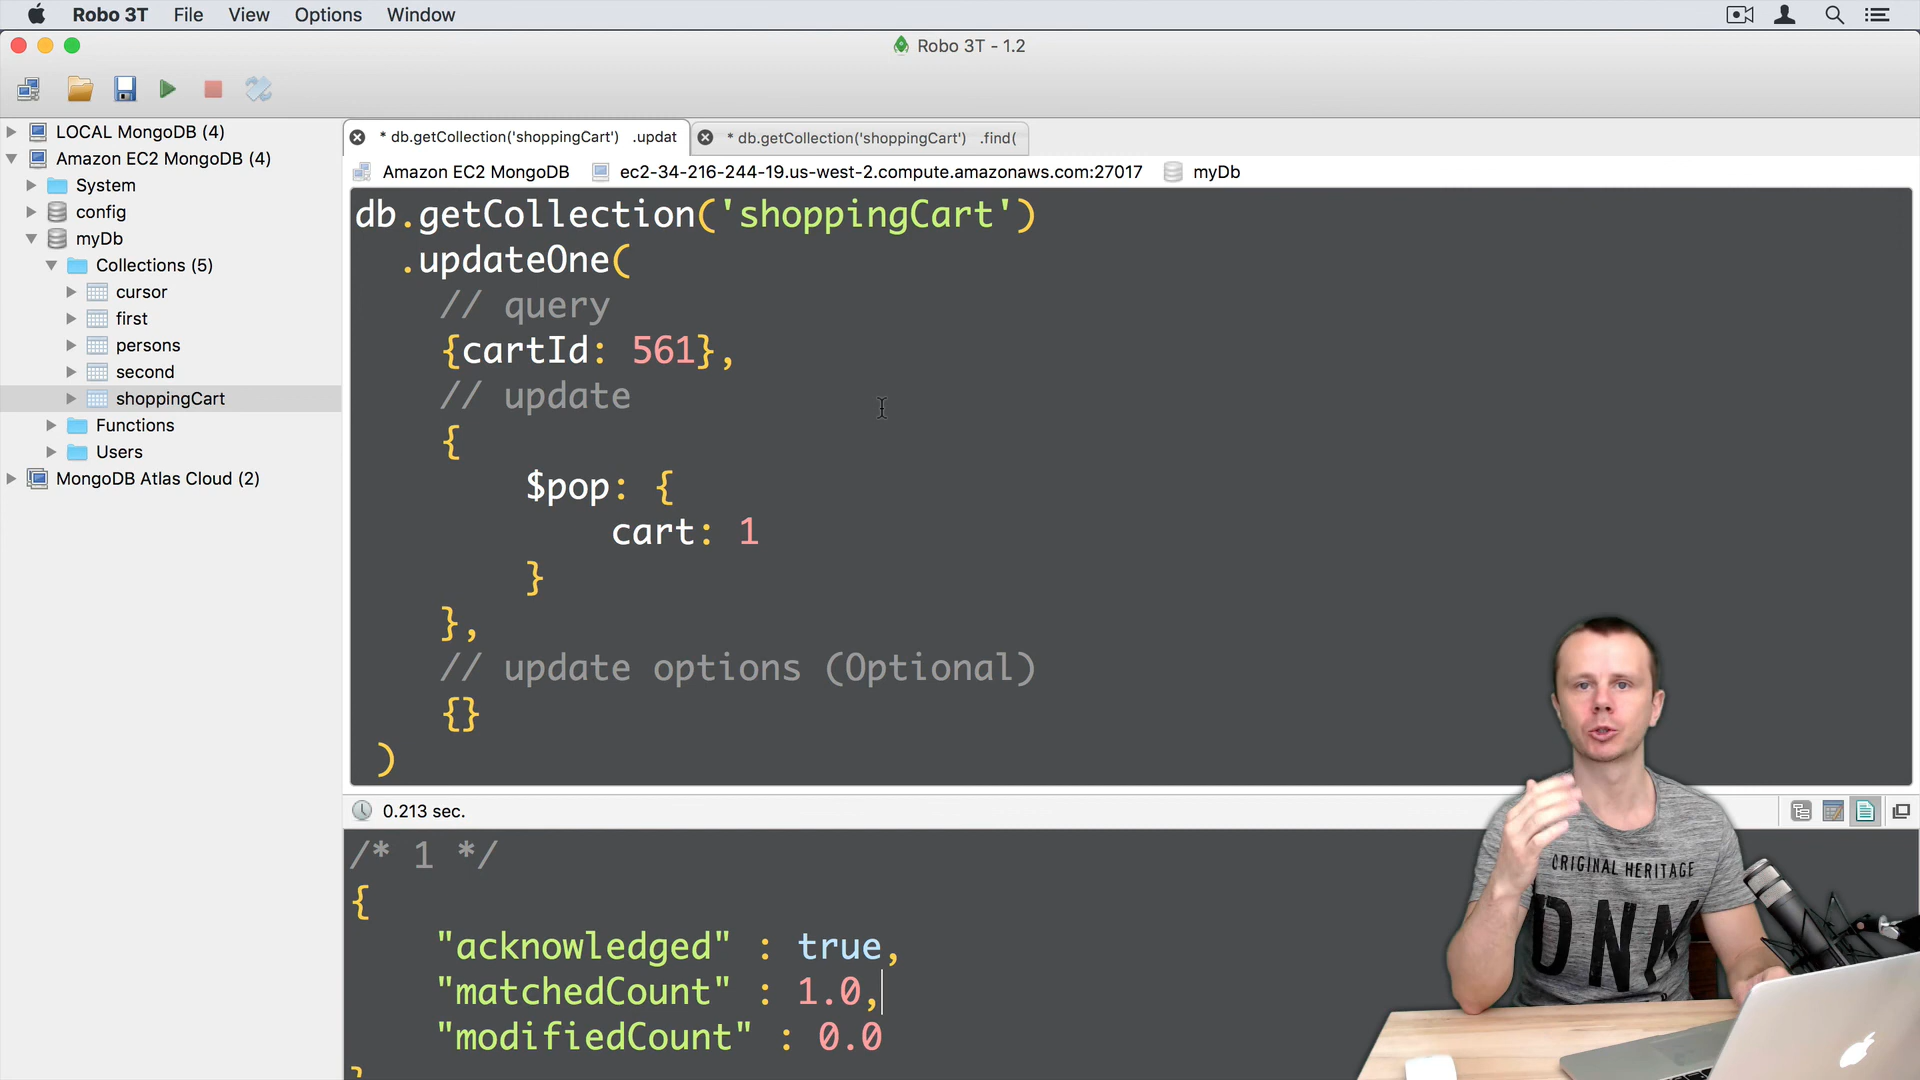 Robo 3T File View Options Window
Robo 3T - 1.2
LOCAL MongoDB (4)
Amazon EC2 MongoDB (4)
System
config
myDb
Collections (5)
cursor
first
persons
second
shoppingCart
Functions
Users
MongoDB Atlas Cloud (2)
* db.getCollection('shoppingCart') .updat
* db.getCollection('shoppingCart') .find(
Amazon EC2 MongoDB ec2-34-216-244-19.us-west-2.compute.amazonaws.com:27017 myDb
db.getCollection('shoppingCart')
.updateOne(
// query
{cartId: 561},
// update
{
$pop: {
cart: 1
}
},
// update options (Optional)
{}
)
0.213 sec.
/* 1 */
{
"acknowledged" : true,
"matchedCount" : 1.0,
"modifiedCount" : 0.0
}
ORIGINAL HERITAGE
DNM